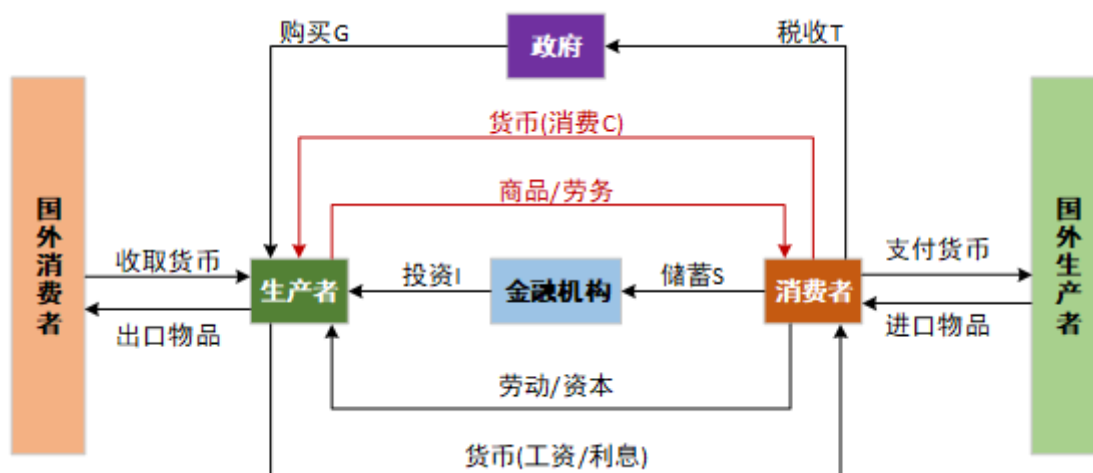 购买G
政府
税收T
货币(消费C)
商品/劳务
国外消费者
收取货币
出口物品
生产者
投资I
金融机构
储蓄S
消费者
支付货币
进口物品
国外生产者
劳动/资本
货币(工资/利息)